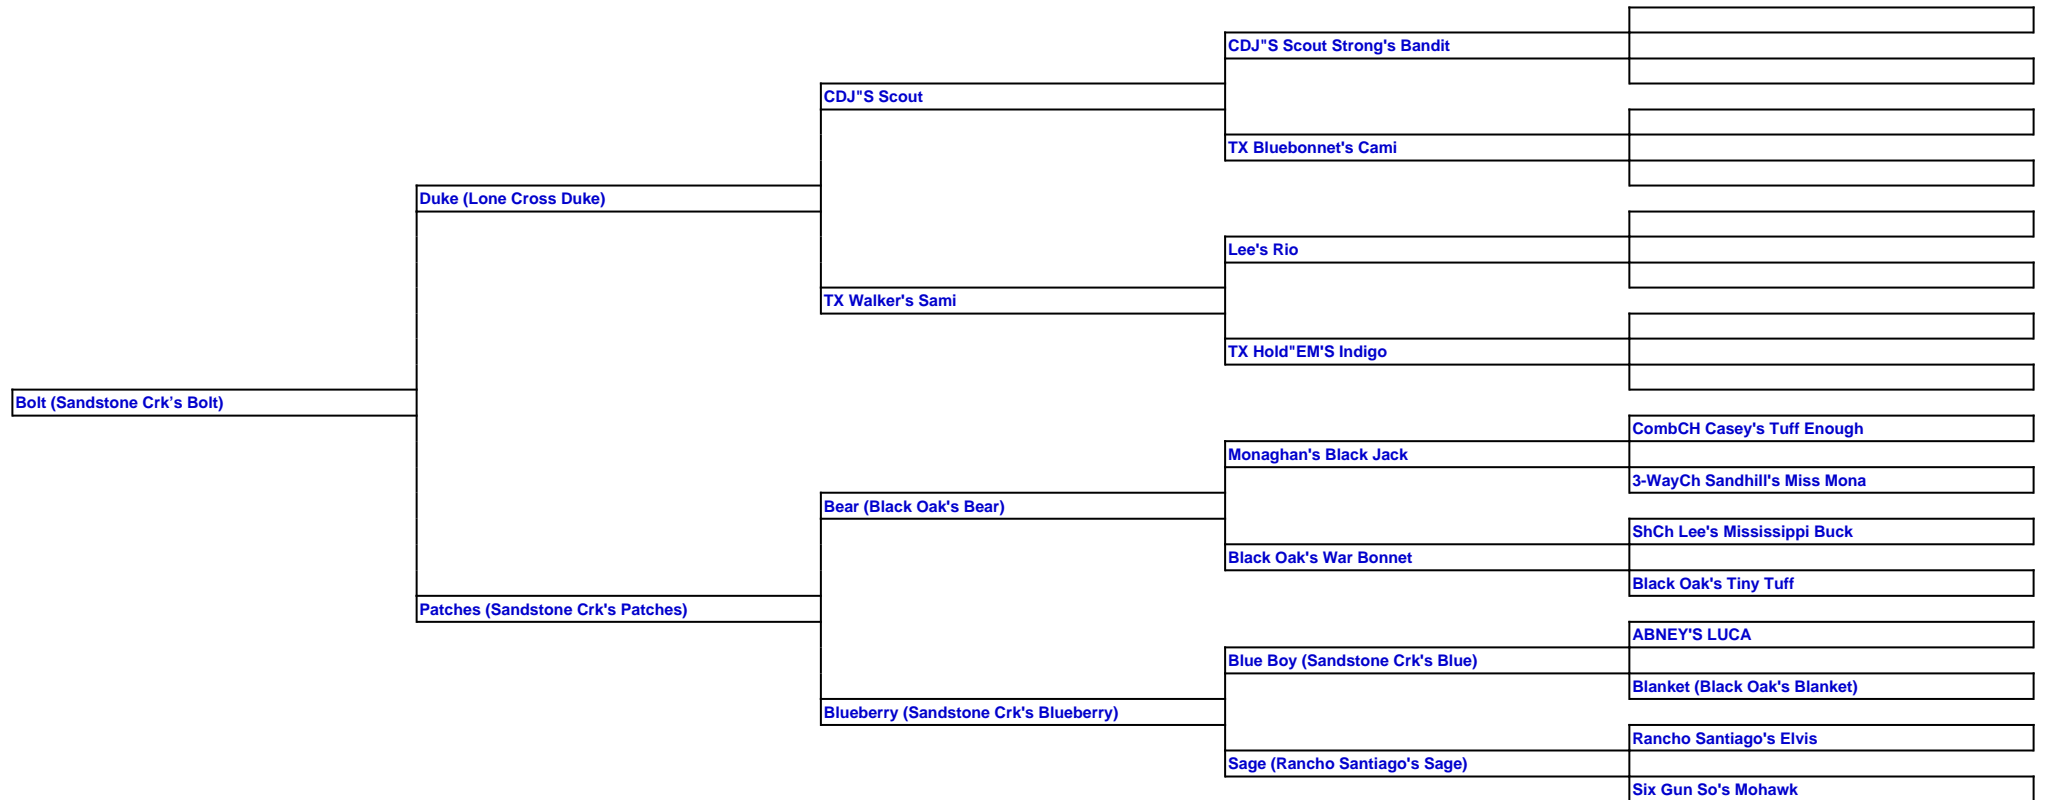 CDJ"S Scout Strong's Bandit
CDJ"S Scout
TX Bluebonnet's Cami
Duke (Lone Cross Duke)
Lee's Rio
TX Walker's Sami
TX Hold"EM'S Indigo
Bolt (Sandstone Crk’s Bolt)
CombCH Casey's Tuff Enough
Monaghan's Black Jack
3-WayCh Sandhill's Miss Mona
Bear (Black Oak's Bear)
ShCh Lee's Mississippi Buck
Black Oak's War Bonnet
Black Oak's Tiny Tuff
Patches (Sandstone Crk's Patches)
ABNEY'S LUCA
Blue Boy (Sandstone Crk's Blue)
Blanket (Black Oak's Blanket)
Blueberry (Sandstone Crk's Blueberry)
Rancho Santiago's Elvis
Sage (Rancho Santiago's Sage)
Six Gun So's Mohawk